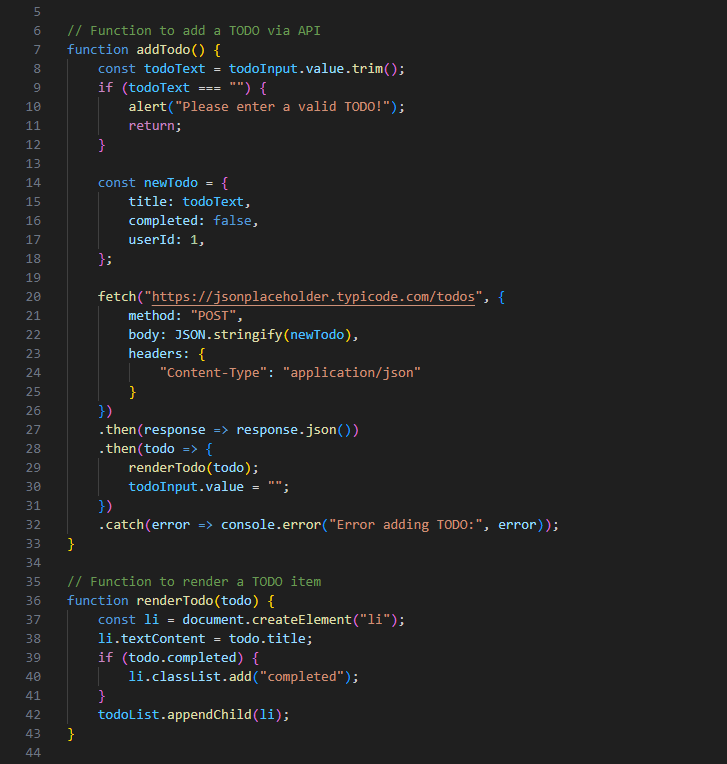 5
6 // Function to add a TODO via API
7 function addTodo() {
8     const todoText = todoInput.value.trim();
9     if (todoText === "") {
10         alert("Please enter a valid TODO!");
11         return;
12     }
13
14     const newTodo = {
15         title: todoText,
16         completed: false,
17         userId: 1,
18     };
19
20     fetch("https://jsonplaceholder.typicode.com/todos", {
21         method: "POST",
22         body: JSON.stringify(newTodo),
23         headers: {
24             "Content-Type": "application/json"
25         }
26     })
27     .then(response => response.json())
28     .then(todo => {
29         renderTodo(todo);
30         todoInput.value = "";
31     })
32     .catch(error => console.error("Error adding TODO:", error));
33 }
34
35 // Function to render a TODO item
36 function renderTodo(todo) {
37     const li = document.createElement("li");
38     li.textContent = todo.title;
39     if (todo.completed) {
40         li.classList.add("completed");
41     }
42     todoList.appendChild(li);
43 }
44